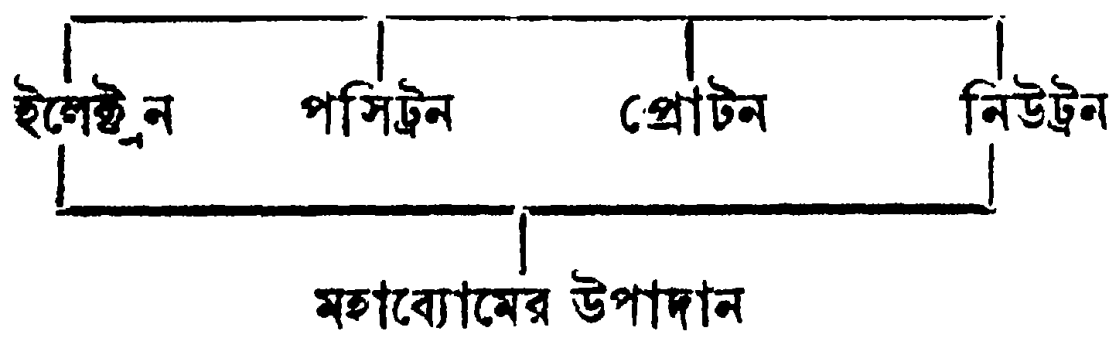 ইলেক্ট্রন পসিট্রন প্রোটন নিউট্রন
মহাব্যোমের উপাদান